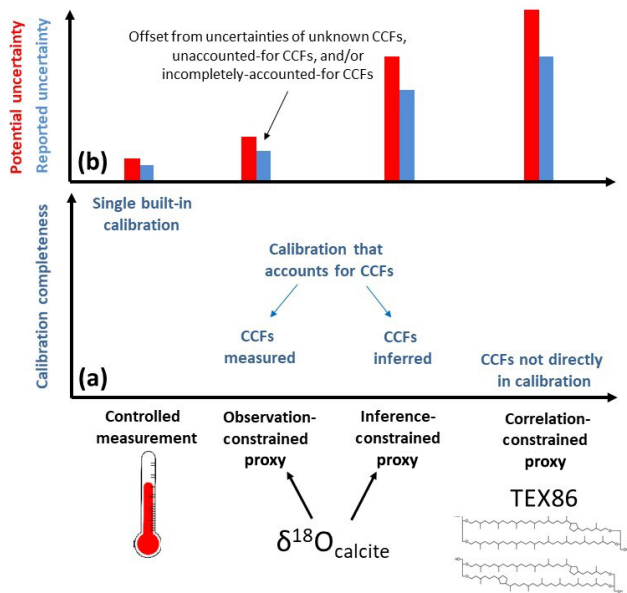 Potential uncertainty
Reported uncertainty
Offset from uncertainties of unknown CCFs,
unaccounted-for CCFs, and/or
incompletely-accounted-for CCFs
(b)
Calibration completeness
Single built-in
calibration
Calibration that
accounts for CCFs
CCFs
measured
CCFs
inferred
CCFs not directly
in calibration
(a)
Controlled
measurement
Observation-
constrained
proxy
Inference-
constrained
proxy
Correlation-
constrained
proxy
δ¹⁸Ocalcite
TEX86